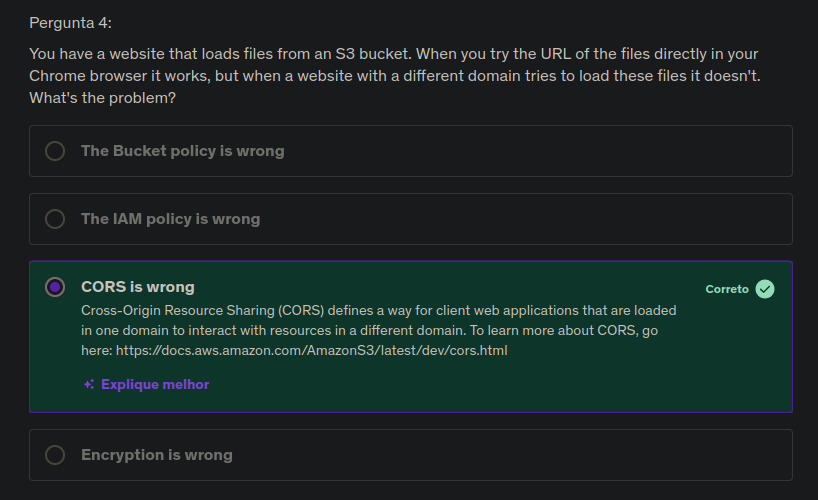 Pergunta 4:
You have a website that loads files from an S3 bucket. When you try the URL of the files directly in your
Chrome browser it works, but when a website with a different domain tries to load these files it doesn't.
What's the problem?
The Bucket policy is wrong
The IAM policy is wrong
CORS is wrong
Correto
Cross-Origin Resource Sharing (CORS) defines a way for client web applications that are loaded
in one domain to interact with resources in a different domain. To learn more about CORS, go
here: https://docs.aws.amazon.com/AmazonS3/latest/dev/cors.html
Explique melhor
Encryption is wrong